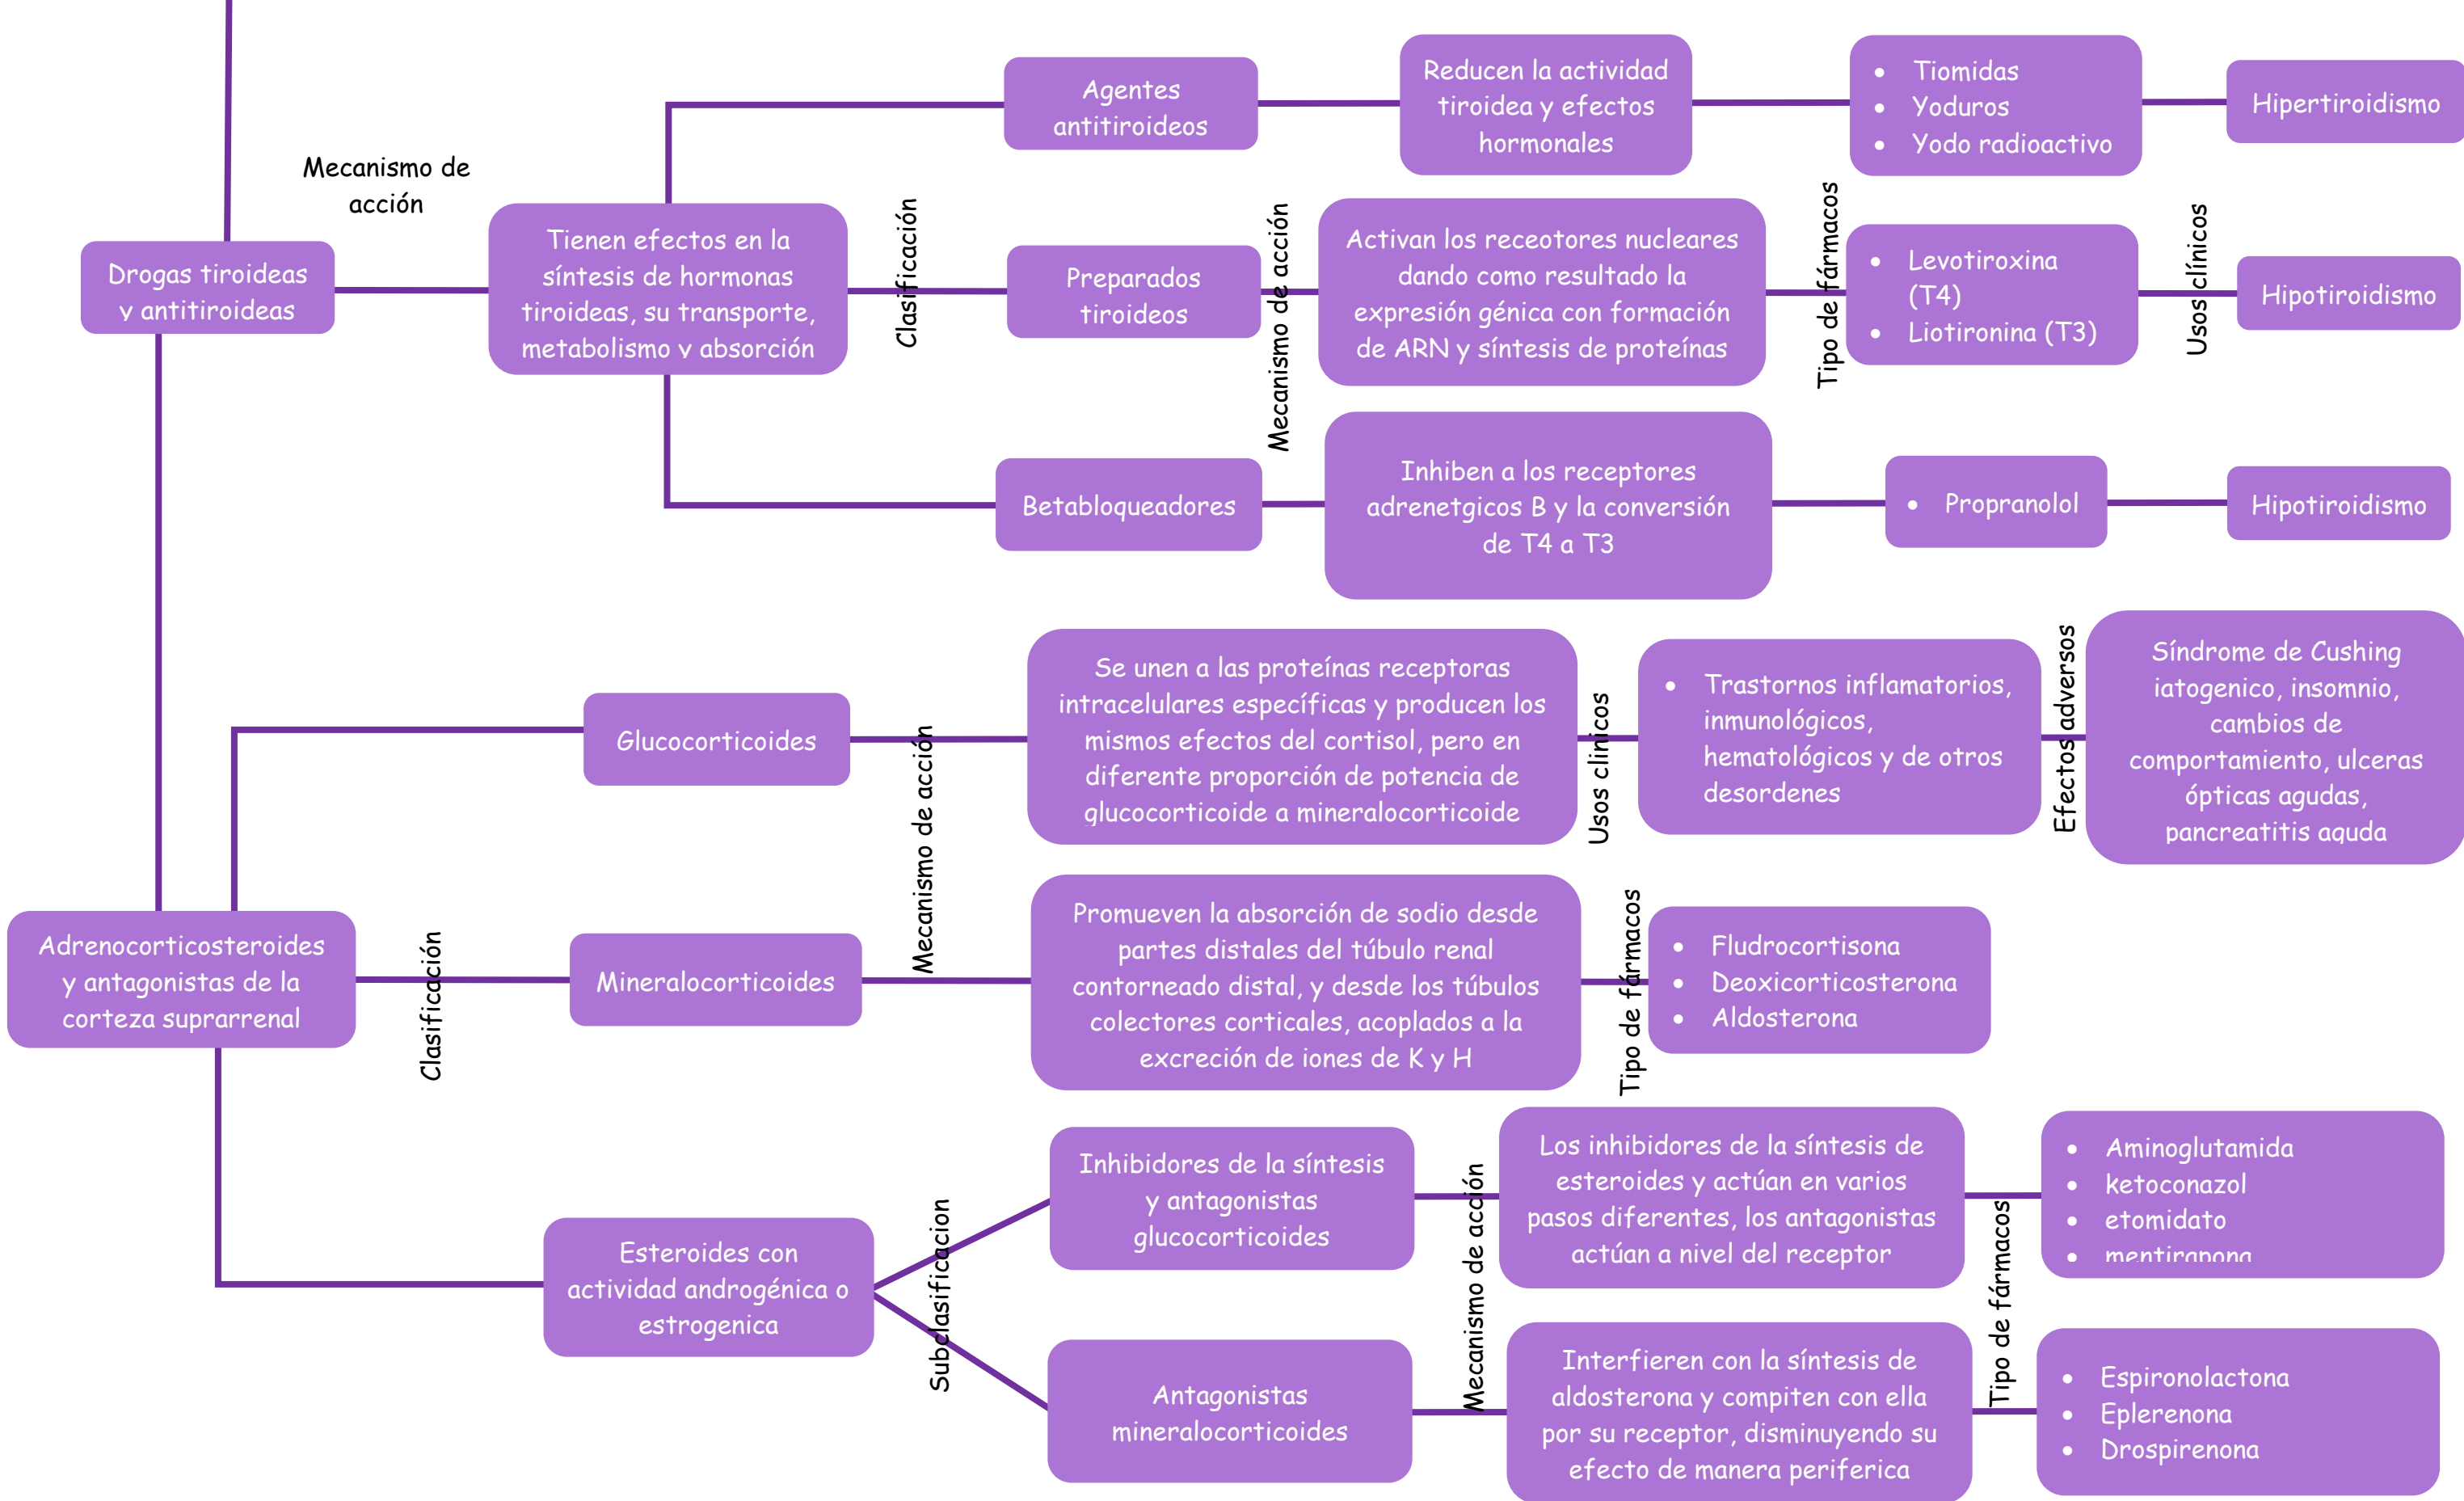 Agentes
antitiroideos
Reducen la actividad
tiroidea y efectos
hormonales
• Tiomidas
• Yoduros
• Yodo radioactivo
Hipertiroidismo
Mecanismo de
acción
Drogas tiroideas
y antitiroideas
Tienen efectos en la
síntesis de hormonas
tiroideas, su transporte,
metabolismo y absorción
Clasificación
Preparados
tiroideos
Mecanismo de acción
Activan los receotores nucleares
dando como resultado la
expresión génica con formación
de ARN y síntesis de proteínas
Tipo de fármacos
• Levotiroxina
(T4)
• Liotironina (T3)
Usos clínicos
Hipotiroidismo
Betabloqueadores
Inhiben a los receptores
adrenetgicos B y la conversión
de T4 a T3
• Propranolol
Hipotiroidismo
Glucocorticoides
Mecanismo de acción
Se unen a las proteínas receptoras
intracelulares específicas y producen los
mismos efectos del cortisol, pero en
diferente proporción de potencia de
glucocorticoide a mineralocorticoide
Usos clinicos
• Trastornos inflamatorios,
inmunológicos,
hematológicos y de otros
desordenes
Efectos adversos
Síndrome de Cushing
iatogenico, insomnio,
cambios de
comportamiento, ulceras
ópticas agudas,
pancreatitis aguda
Adrenocorticosteroides
y antagonistas de la
corteza suprarrenal
Clasificación
Mineralocorticoides
Promueven la absorción de sodio desde
partes distales del túbulo renal
contorneado distal, y desde los túbulos
colectores corticales, acoplados a la
excreción de iones de K y H
Tipo de fármacos
• Fludrocortisona
• Deoxicorticosterona
• Aldosterona
Esteroides con
actividad androgénica o
estrogenica
Subclasificacion
Inhibidores de la síntesis
y antagonistas
glucocorticoides
Mecanismo de acción
Los inhibidores de la síntesis de
esteroides y actúan en varios
pasos diferentes, los antagonistas
actúan a nivel del receptor
Tipo de fármacos
• Aminoglutamida
• ketoconazol
• etomidato
• mentirapona
Antagonistas
mineralocorticoides
Interfieren con la síntesis de
aldosterona y compiten con ella
por su receptor, disminuyendo su
efecto de manera periferica
• Espironolactona
• Eplerenona
• Drospirenona